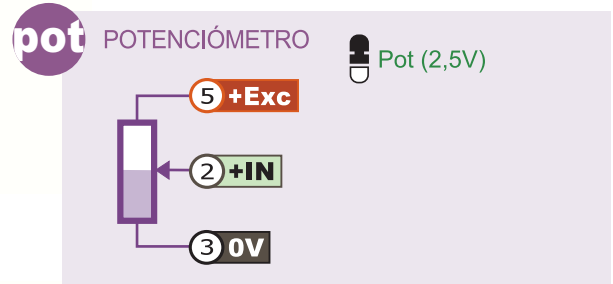 pot POTENCIÓMETRO
Pot (2,5V)
5 +Exc
2 +IN
3 0V